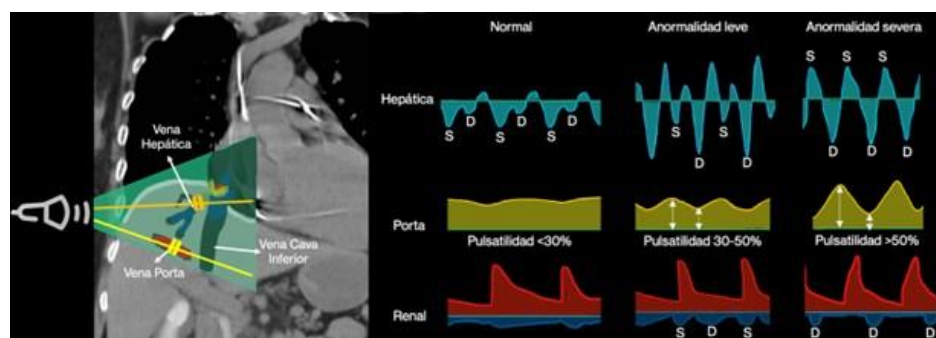 Normal
Anormalidad leve
Anormalidad severa
Vena
Hepática
Vena Cava
Inferior
Vena Porta
Hepática
S
D
S
D
S
D
S
D
S
D
S
S
S
D
D
D
Porta
Pulsatilidad <30%
Pulsatilidad 30-50%
Pulsatilidad >50%
Renal
S
D
S
D
D
D